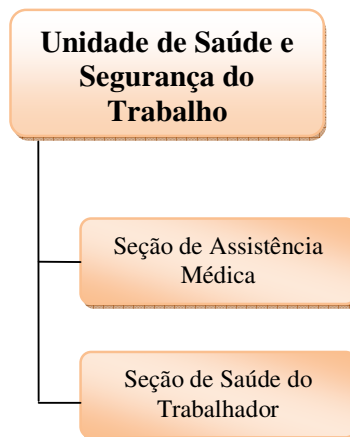 Unidade de Saúde e
Segurança do
Trabalho
Seção de Assistência
Médica
Seção de Saúde do
Trabalhador